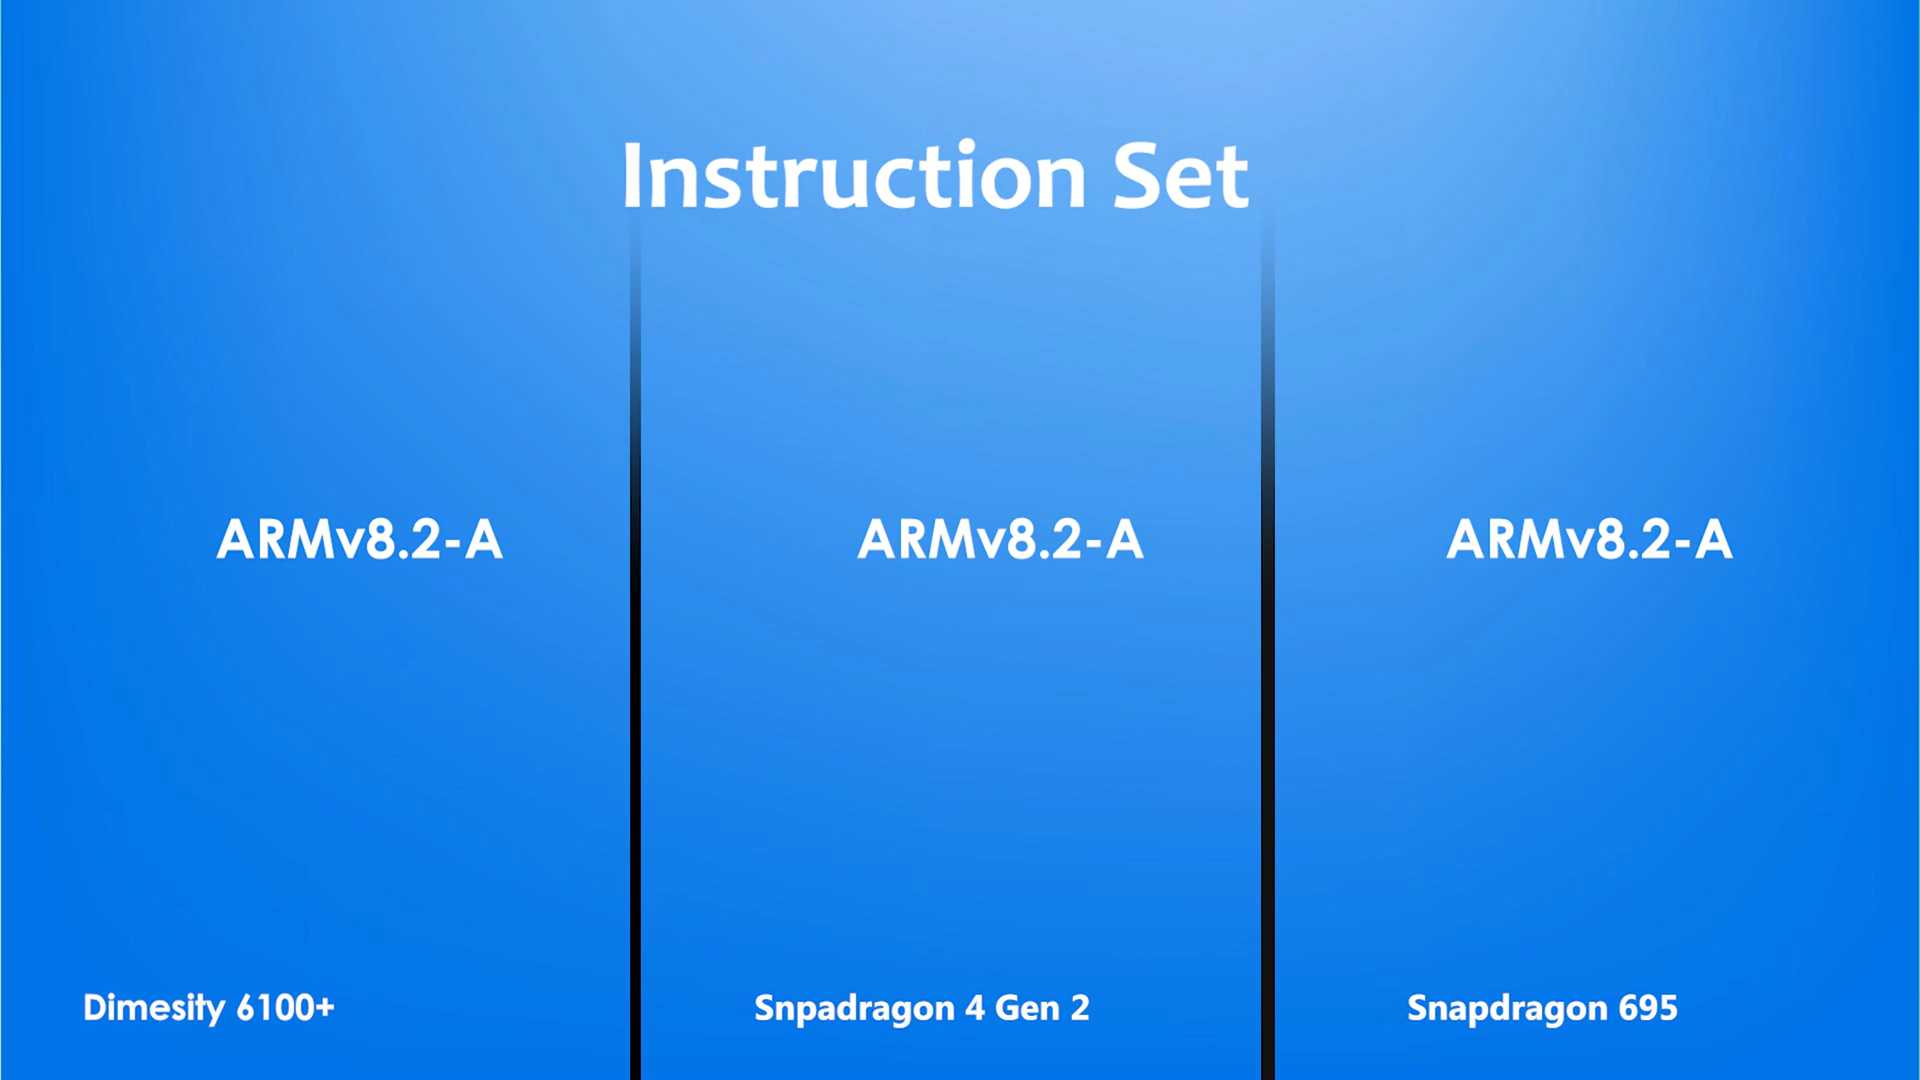 Instruction Set
ARMv8.2-A
ARMv8.2-A
ARMv8.2-A
Dimesity 6100+
Snpadragon 4 Gen 2
Snapdragon 695